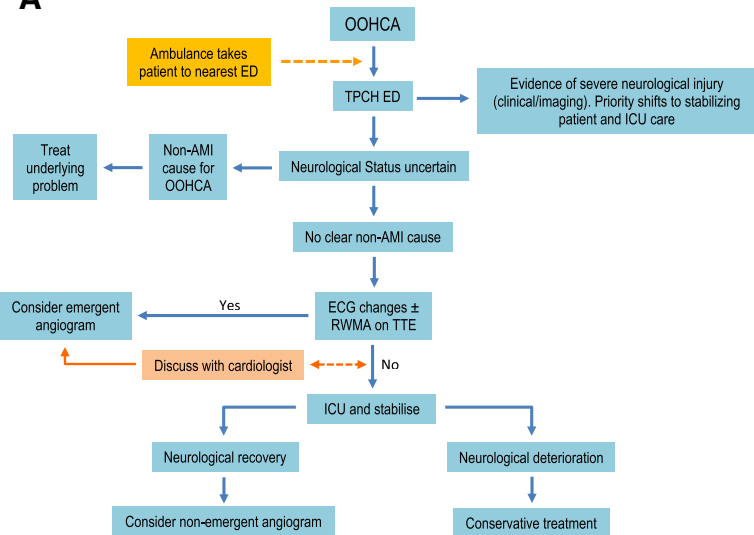 A
OOHCA
Ambulance takes
patient to nearest ED
TPCH ED
Evidence of severe neurological injury
(clinical/imaging). Priority shifts to stabilizing
patient and ICU care
Treat
underlying
problem
Non-AMI
cause for
OOHCA
Neurological Status uncertain
No clear non-AMI cause
Consider emergent
angiogram
Yes
ECG changes ±
RWMA on TTE
Discuss with cardiologist
No
ICU and stabilise
Neurological recovery
Neurological deterioration
Consider non-emergent angiogram
Conservative treatment